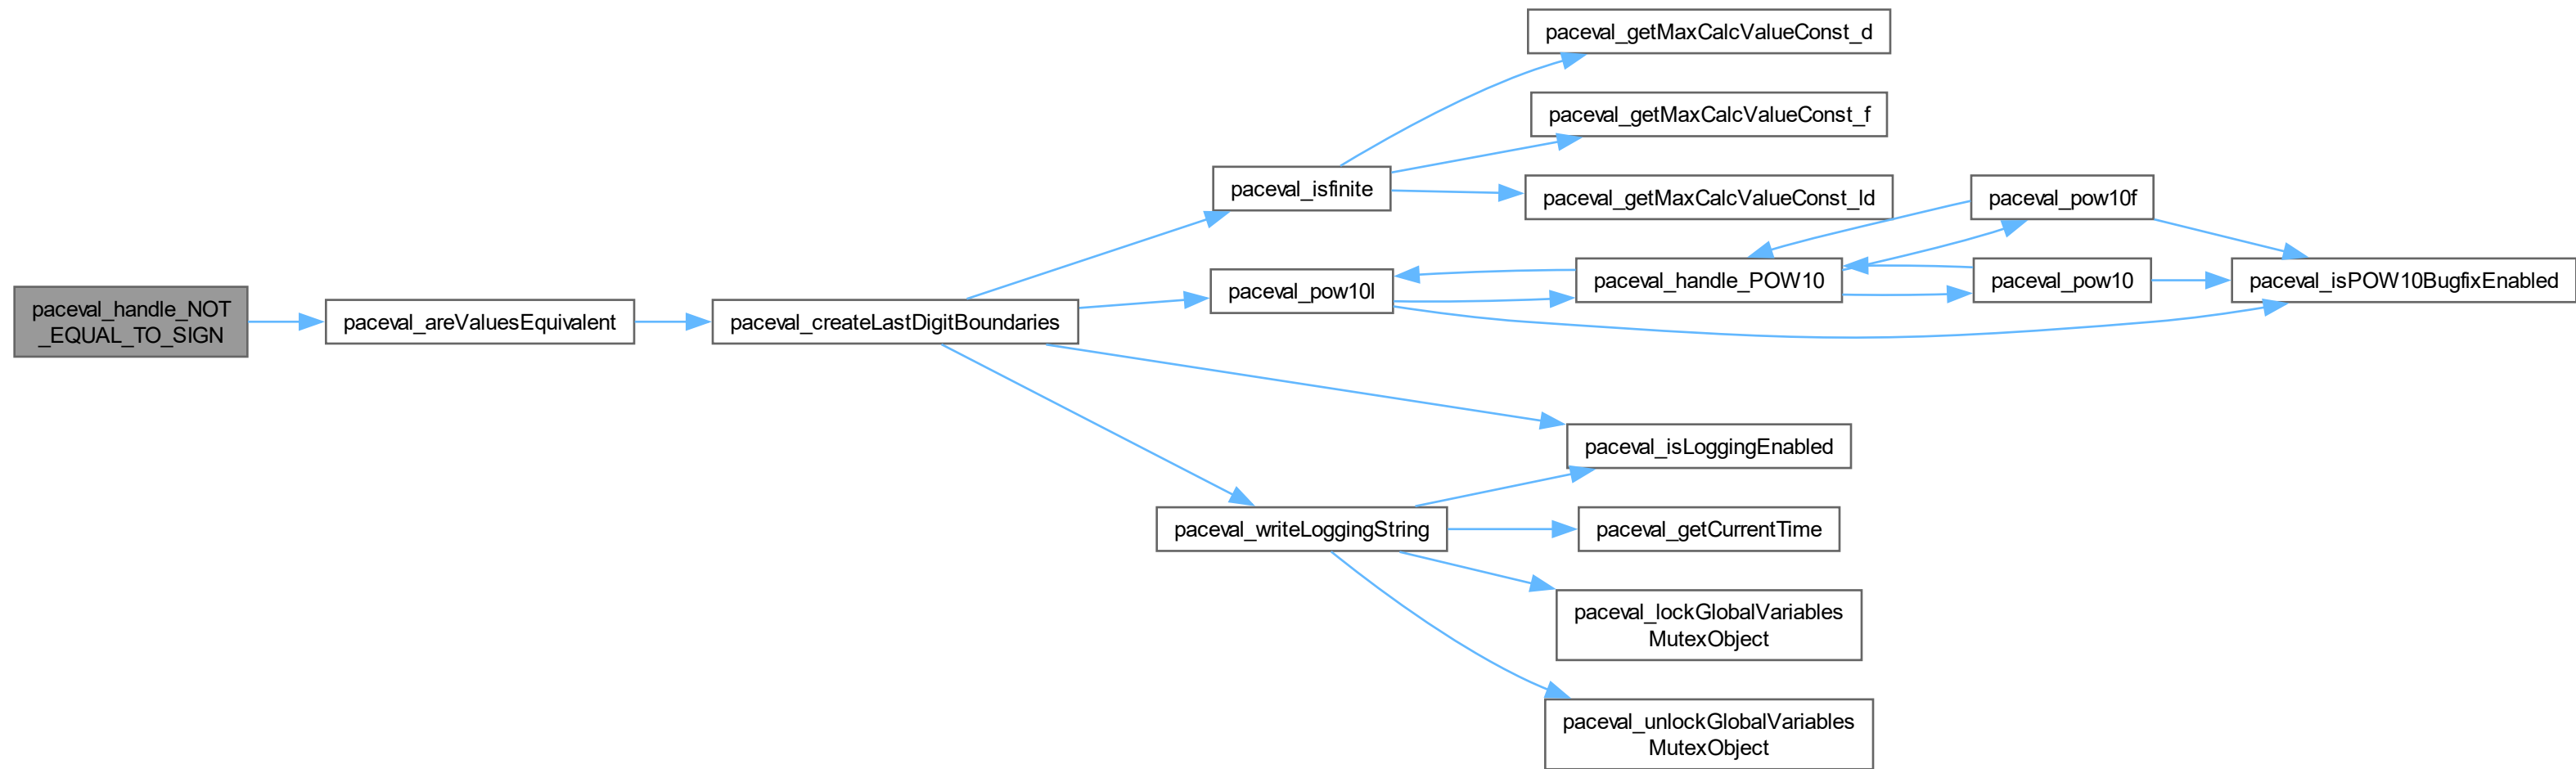 paceval_getMaxCalcValueConst_d
paceval_getMaxCalcValueConst_f
paceval_isfinite
paceval_getMaxCalcValueConst_ld
paceval_pow10f
paceval_handle_NOT
_EQUAL_TO_SIGN
paceval_areValuesEquivalent
paceval_createLastDigitBoundaries
paceval_pow10l
paceval_handle_POW10
paceval_pow10
paceval_isPOW10BugfixEnabled
paceval_isLoggingEnabled
paceval_writeLoggingString
paceval_getCurrentTime
paceval_lockGlobalVariables
MutexObject
paceval_unlockGlobalVariables
MutexObject